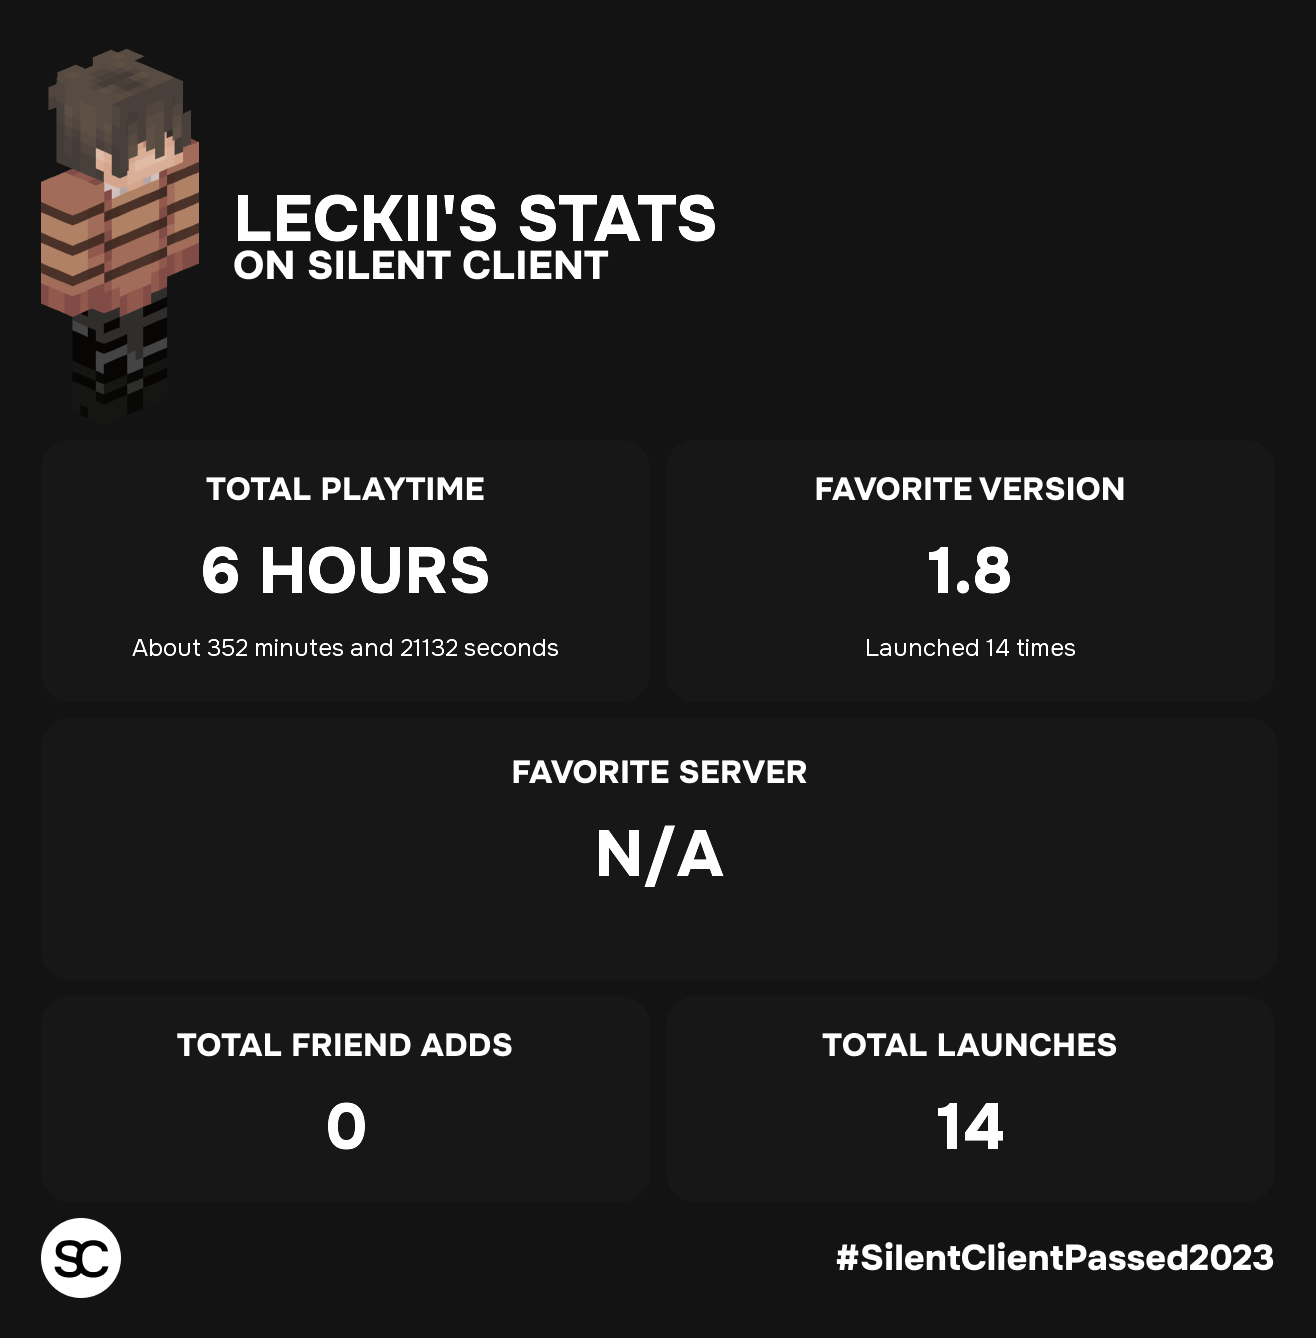 LECKII'S STATS
ON SILENT CLIENT
TOTAL PLAYTIME
6 HOURS
About 352 minutes and 21132 seconds
FAVORITE VERSION
1.8
Launched 14 times
FAVORITE SERVER
N/A
TOTAL FRIEND ADDS
0
TOTAL LAUNCHES
14
SC
#SilentClientPassed2023